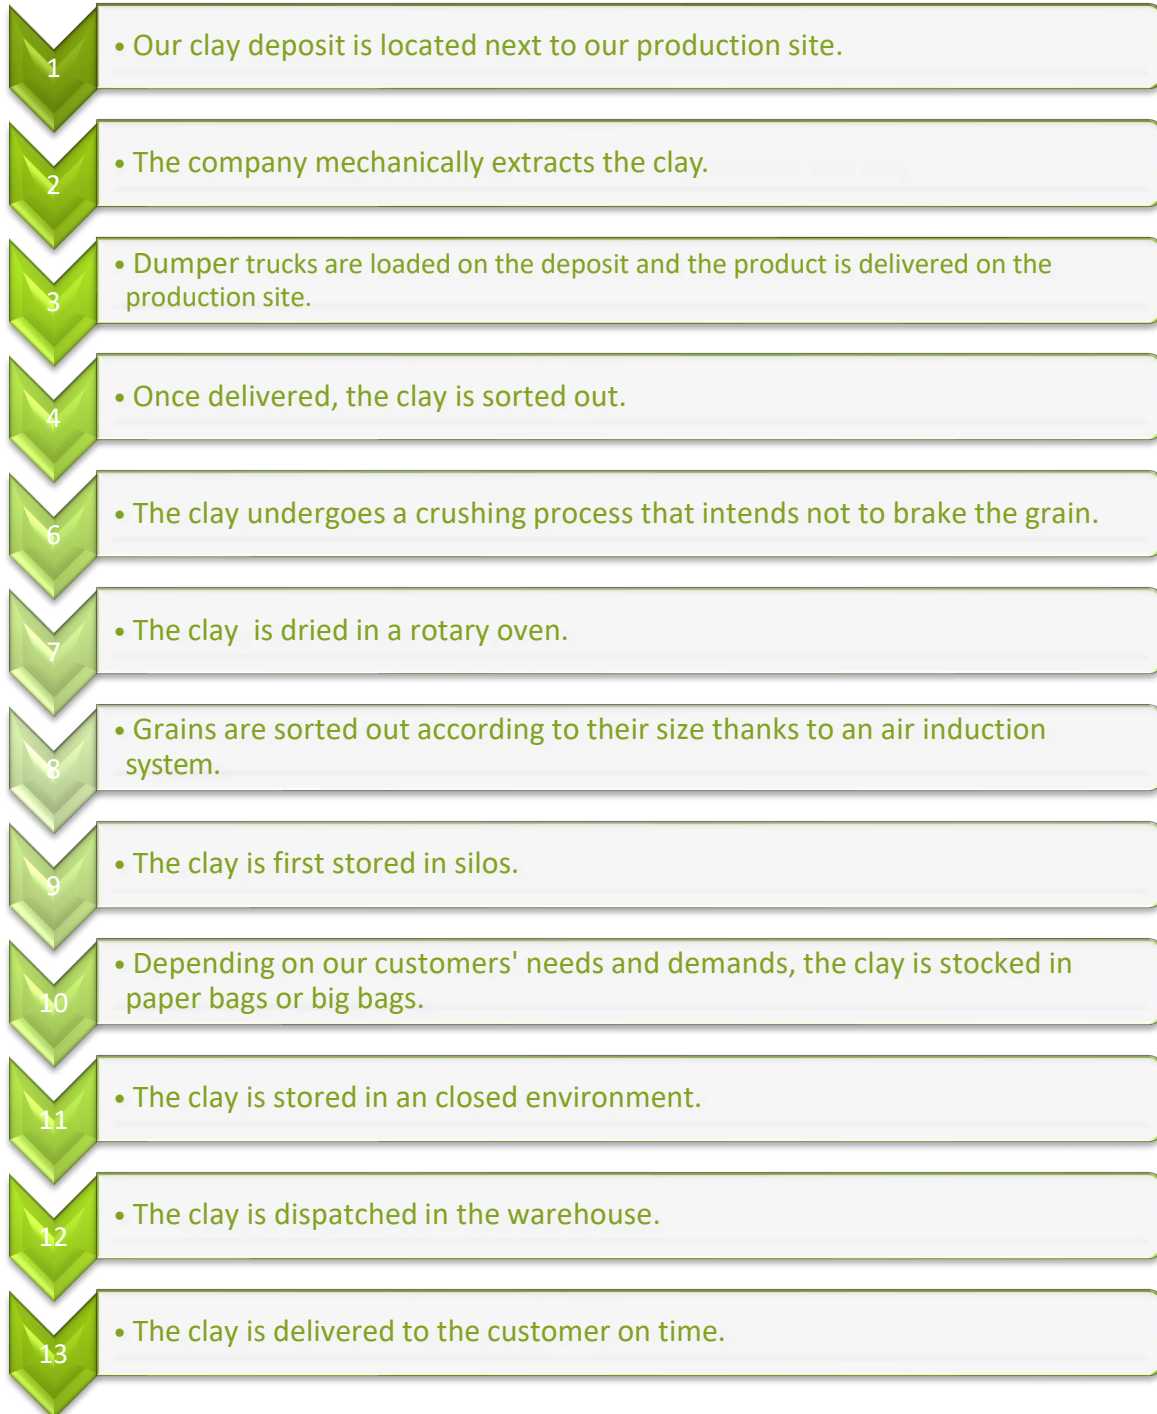 1
• Our clay deposit is located next to our production site.
2
• The company mechanically extracts the clay.
3
• Dumper trucks are loaded on the deposit and the product is delivered on the
production site.
4
• Once delivered, the clay is sorted out.
6
• The clay undergoes a crushing process that intends not to brake the grain.
7
• The clay  is dried in a rotary oven.
8
• Grains are sorted out according to their size thanks to an air induction
system.
9
• The clay is first stored in silos.
10
• Depending on our customers' needs and demands, the clay is stocked in
paper bags or big bags.
11
• The clay is stored in an closed environment.
12
• The clay is dispatched in the warehouse.
13
• The clay is delivered to the customer on time.